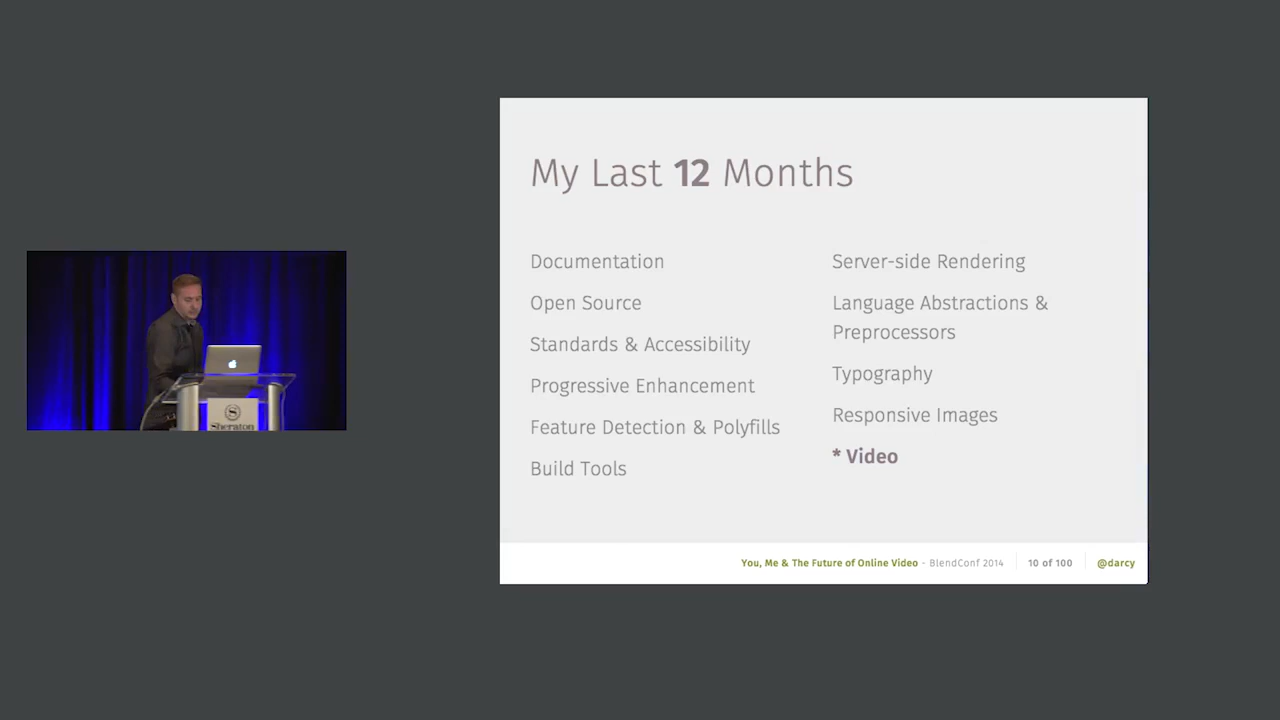 My Last 12 Months
Documentation
Open Source
Standards & Accessibility
Progressive Enhancement
Feature Detection & Polyfills
Build Tools
Server-side Rendering
Language Abstractions &
Preprocessors
Typography
Responsive Images
* Video
You, Me & The Future of Online Video - BlendConf 2014
10 of 100
@darcy
Sheraton